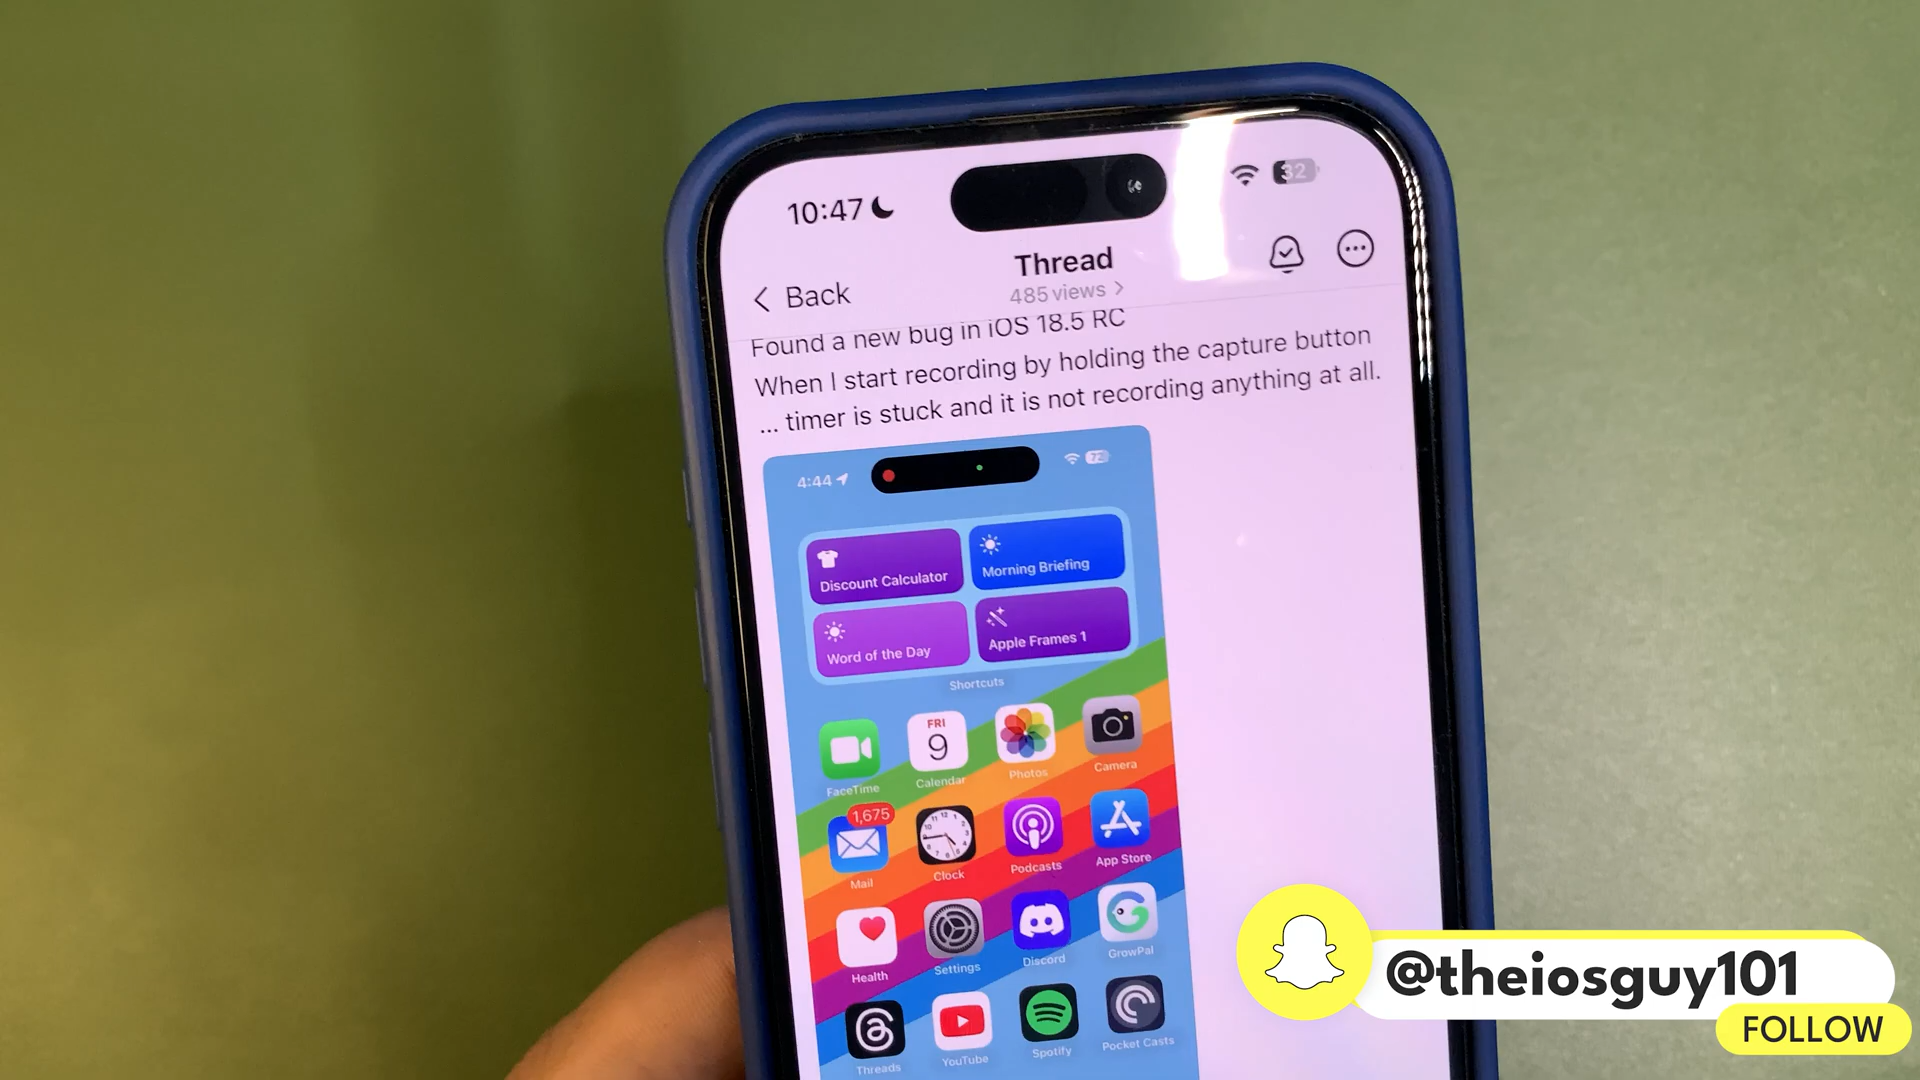 10:47
32
Thread
Back
485 views
Found a new bug in iOS 18.5 RC
When I start recording by holding the capture button
... timer is stuck and it is not recording anything at all.
4:44
72
Discount Calculator
Morning Briefing
Word of the Day
Apple Frames 1
Shortcuts
FRI
9
FaceTime
Calendar
Photos
Camera
1,675
Mail
Clock
Podcasts
App Store
Health
Settings
Discord
GrowPal
Threads
YouTube
Spotify
Pocket Casts
@theiosguy101
FOLLOW